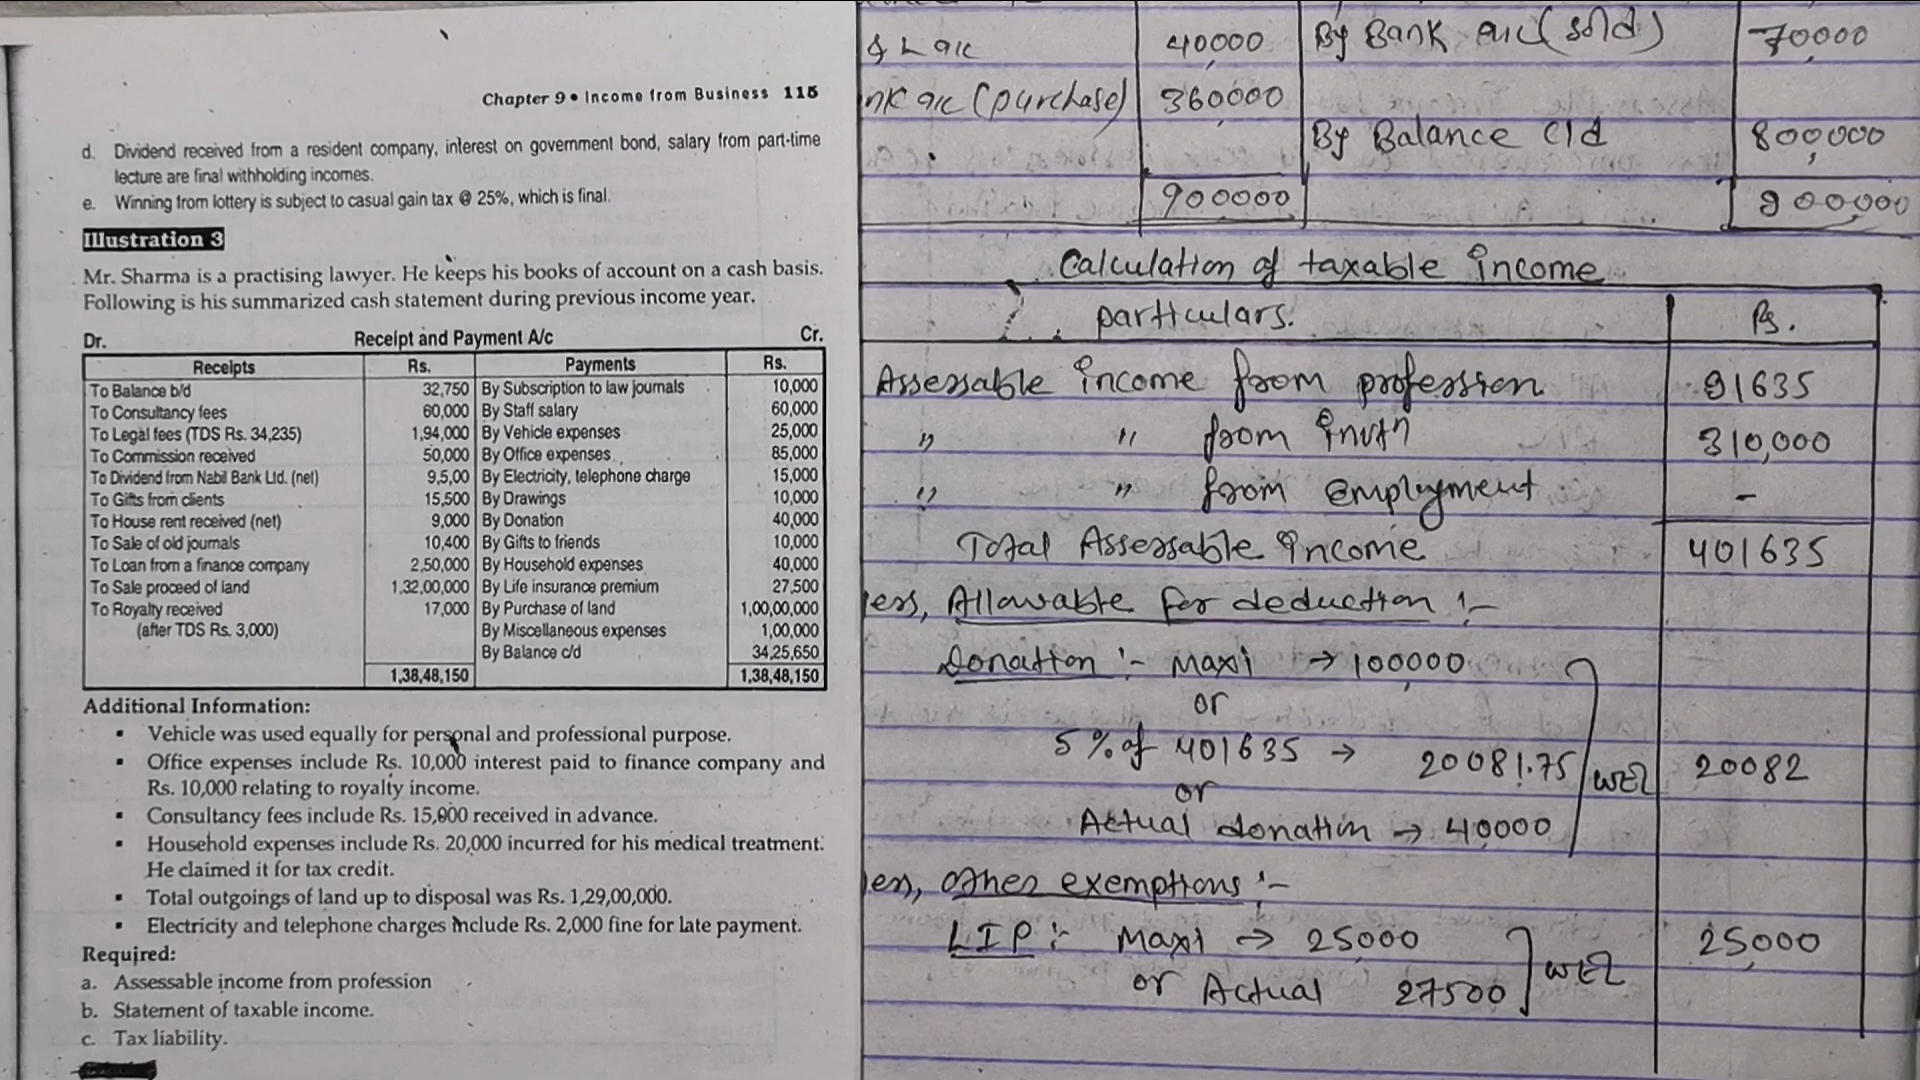 Chapter 9 • Income from Business 115
d. Dividend received from a resident company, interest on government bond, salary from part-time
lecture are final withholding incomes.
e. Winning from lottery is subject to casual gain tax @ 25%, which is final.
Illustration 3
Mr. Sharma is a practising lawyer. He keeps his books of account on a cash basis.
Following is his summarized cash statement during previous income year.
Dr. Receipt and Payment A/c Cr.
Receipts Rs. Payments Rs.
To Balance b/d 32,750 By Subscription to law journals 10,000
To Consultancy fees 60,000 By Staff salary 60,000
To Legal fees (TDS Rs. 34,235) 1,94,000 By Vehicle expenses 25,000
To Commission received 50,000 By Office expenses 85,000
To Dividend from Nabil Bank Ltd. (net) 9,5,00 By Electricity, telephone charge 15,000
To Gifts from clients 15,500 By Drawings 10,000
To House rent received (net) 9,000 By Donation 40,000
To Sale of old journals 10,400 By Gifts to friends 10,000
To Loan from a finance company 2,50,000 By Household expenses 40,000
To Sale proceed of land 1,32,00,000 By Life insurance premium 27,500
To Royalty received 17,000 By Purchase of land 1,00,00,000
(after TDS Rs. 3,000) By Miscellaneous expenses 1,00,000
By Balance c/d 34,25,650
1,38,48,150 1,38,48,150
Additional Information:
▪ Vehicle was used equally for personal and professional purpose.
▪ Office expenses include Rs. 10,000 interest paid to finance company and
Rs. 10,000 relating to royalty income.
▪ Consultancy fees include Rs. 15,000 received in advance.
▪ Household expenses include Rs. 20,000 incurred for his medical treatment.
He claimed it for tax credit.
▪ Total outgoings of land up to disposal was Rs. 1,29,00,000.
▪ Electricity and telephone charges include Rs. 2,000 fine for late payment.
Required:
a. Assessable income from profession
b. Statement of taxable income.
c. Tax liability.
& L a/c 40,000 By Bank a/c (sold) 70,000
nk a/c (purchase) 360000
By Balance c/d 800,000
900000 900,000
Calculation of taxable income
particulars. Rs.
Assessable income from profession 91635
" " from invtn 310,000
" " from employment -
Total Assessable income 401635
less, Allowable for deduction :-
Donation :- Maxi → 100000
or
5% of 401635 → 20081.75 WEL 20082
or
Actual donation → 40000
less, other exemptions :-
LIP :- Maxi → 25000 25,000
or Actual 27500 WEL